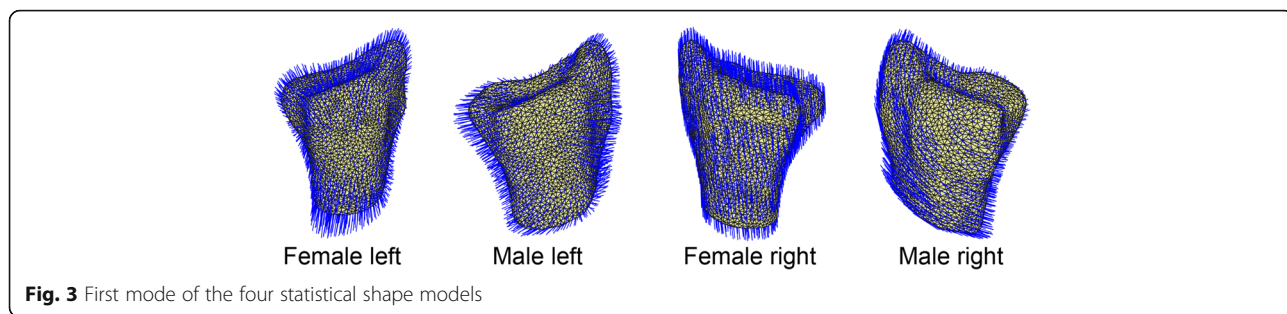 Female left Male left Female right Male right
Fig. 3 First mode of the four statistical shape models